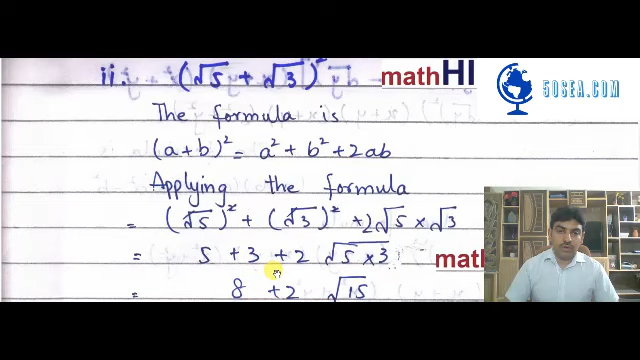 ii. (√5 + √3)²
mathHI
50SEA.COM
The formula is
(a+b)² = a² + b² + 2ab
Applying the formula
= (√5)² + (√3)² + 2√5 × √3
= 5 + 3 + 2 √5 × 3
math
= 8 + 2 √15